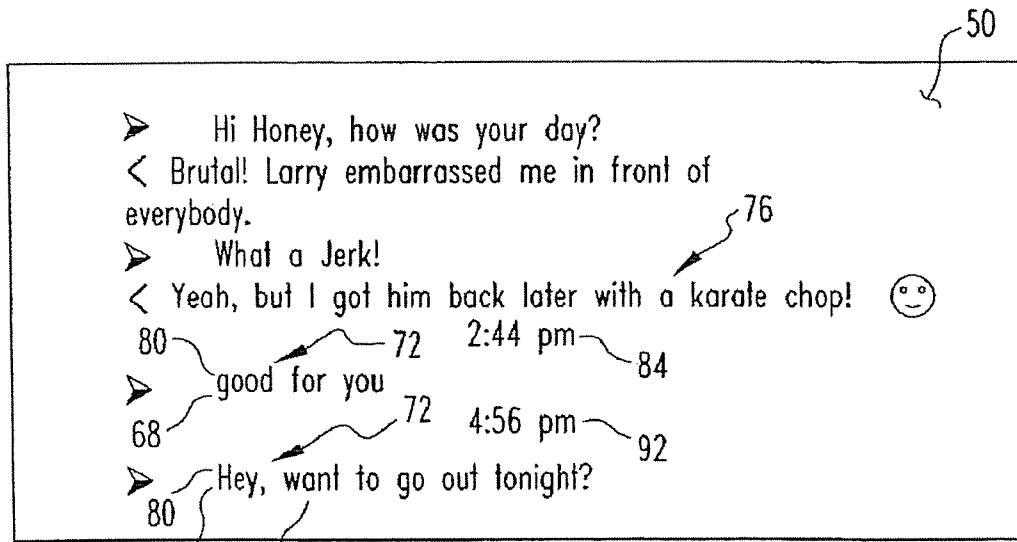 50
➢ Hi Honey, how was your day?
< Brutal! Larry embarrassed me in front of
everybody.
76
➢ What a Jerk!
< Yeah, but I got him back later with a karate chop!
80 72 2:44 pm 84
➢ good for you
68 72 4:56 pm 92
➢ Hey, want to go out tonight?
80